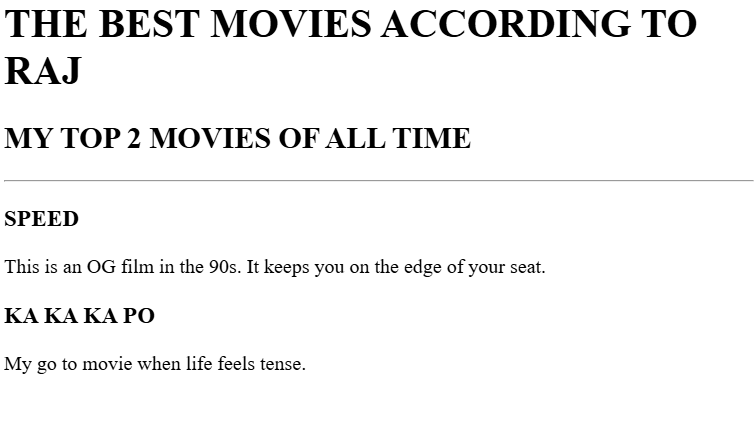 THE BEST MOVIES ACCORDING TO
RAJ
MY TOP 2 MOVIES OF ALL TIME
SPEED
This is an OG film in the 90s. It keeps you on the edge of your seat.
KA KA KA PO
My go to movie when life feels tense.